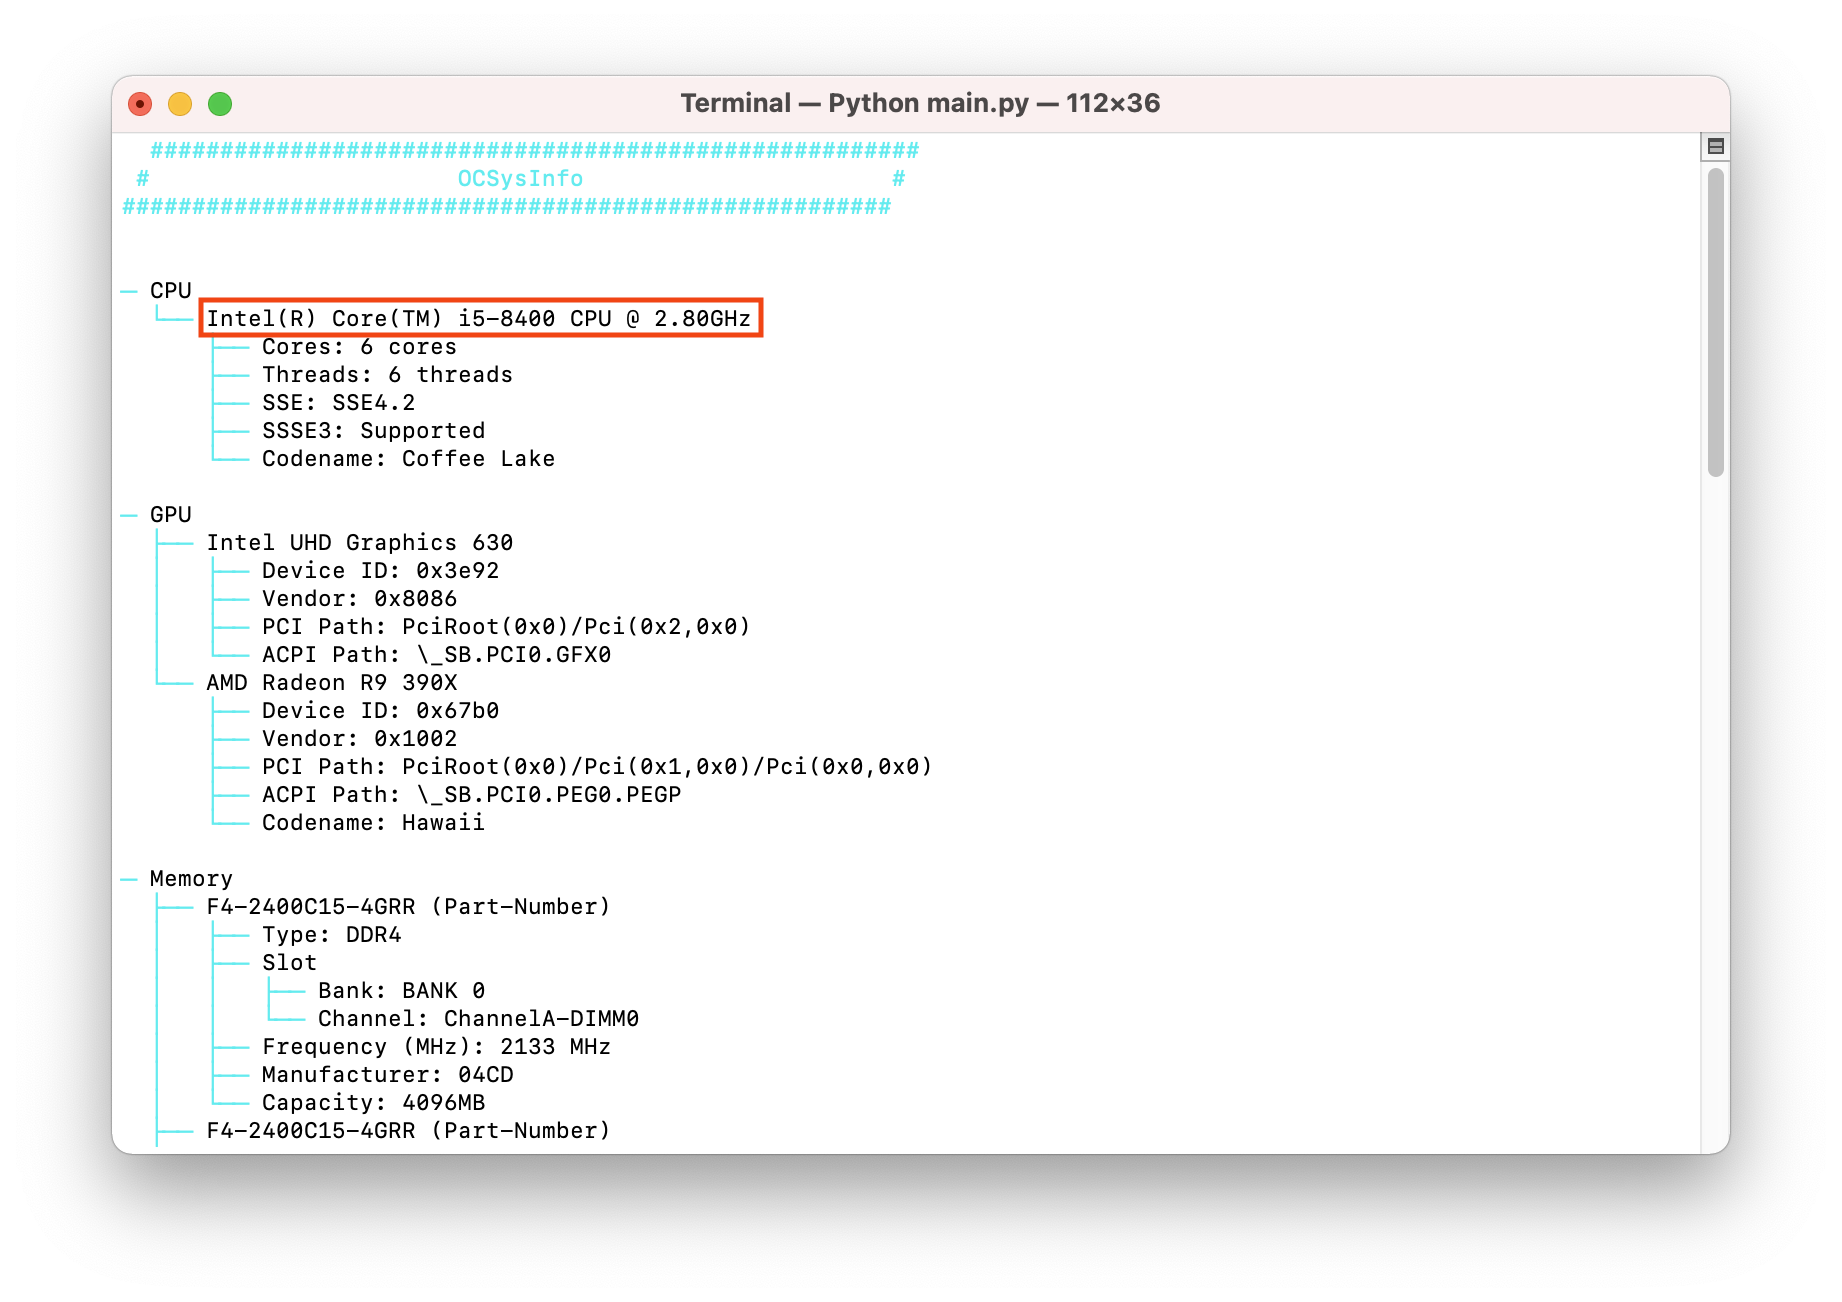 Terminal — Python main.py — 112×36
#######################################################
# OCSysInfo #
#######################################################
CPU
Intel(R) Core(TM) i5-8400 CPU @ 2.80GHz
Cores: 6 cores
Threads: 6 threads
SSE: SSE4.2
SSSE3: Supported
Codename: Coffee Lake
GPU
Intel UHD Graphics 630
Device ID: 0x3e92
Vendor: 0x8086
PCI Path: PciRoot(0x0)/Pci(0x2,0x0)
ACPI Path: \_SB.PCI0.GFX0
AMD Radeon R9 390X
Device ID: 0x67b0
Vendor: 0x1002
PCI Path: PciRoot(0x0)/Pci(0x1,0x0)/Pci(0x0,0x0)
ACPI Path: \_SB.PCI0.PEG0.PEGP
Codename: Hawaii
Memory
F4-2400C15-4GRR (Part-Number)
Type: DDR4
Slot
Bank: BANK 0
Channel: ChannelA-DIMM0
Frequency (MHz): 2133 MHz
Manufacturer: 04CD
Capacity: 4096MB
F4-2400C15-4GRR (Part-Number)